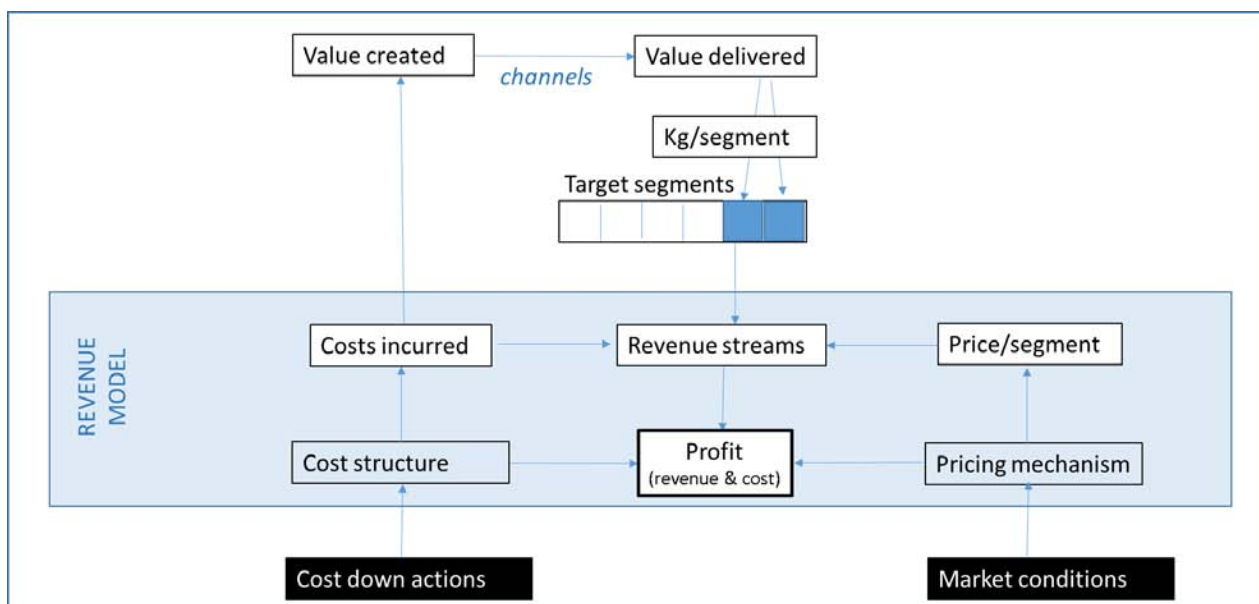 Value created
channels
Value delivered
Kg/segment
Target segments
REVENUE
MODEL
Costs incurred
Revenue streams
Price/segment
Cost structure
Profit
(revenue & cost)
Pricing mechanism
Cost down actions
Market conditions